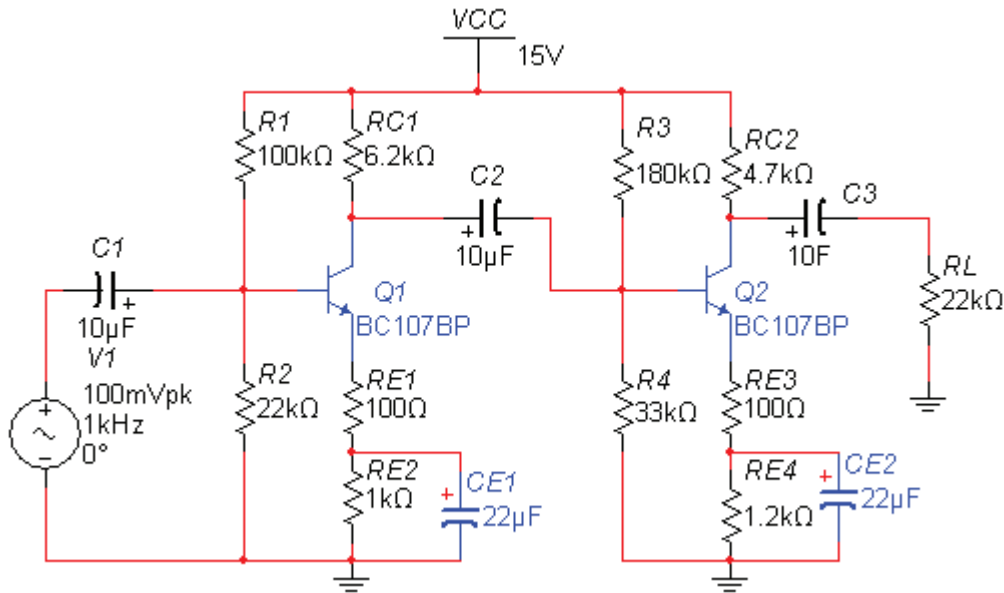 VCC
15V
R1
100kΩ
RC1
6.2kΩ
R3
180kΩ
RC2
4.7kΩ
C2
+
10µF
C3
+
10F
C1
+
10µF
Q1
BC107BP
Q2
BC107BP
RL
22kΩ
V1
100mVpk
1kHz
0°
+
R2
22kΩ
RE1
100Ω
R4
33kΩ
RE3
100Ω
RE2
1kΩ
+
CE1
22µF
RE4
1.2kΩ
+
CE2
22µF